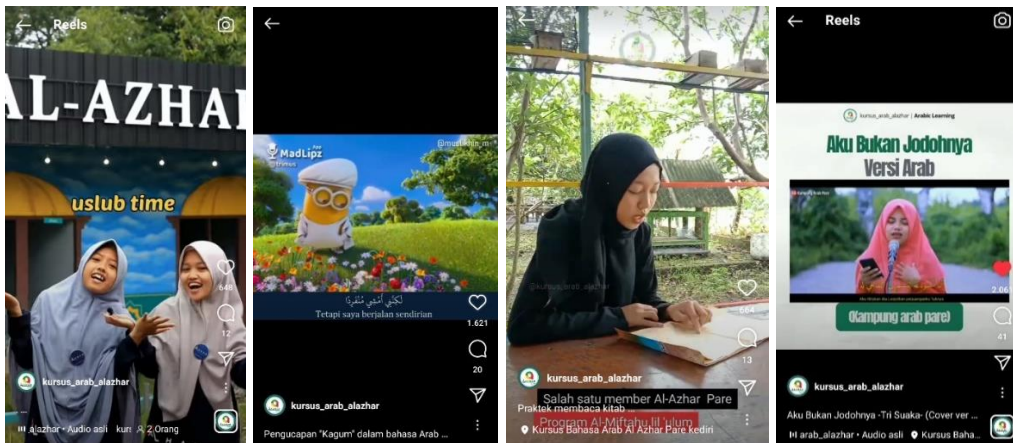 Reels
AL-AZHAR
uslub time
648
12
kursus_arab_alazhar
alazhar • Audio asli
kurs
2 Orang
MadLipz
App
لَكِنَّنِي أَمْشِي مُنْفَرِدًا
Tetapi saya berjalan sendirian
1.621
20
kursus_arab_alazhar
Pengucapan "Kagum" dalam bahasa Arab ...
@kursus_arab_alazhar
664
13
kursus_arab_alazhar
Salah satu member Al-Azhar Pare
Praktek membaca kitab ...
Program Al-Miftahu lil 'ulum
Kursus Bahasa Arab Al Azhar Pare kediri
Reels
kursus_arab_alazhar | Arabic Learning
Aku Bukan Jodohnya
Versi Arab
(Kampung arab pare)
2.06
41
kursus_arab_alazhar
Aku Bukan Jodohnya -Tri Suaka- (Cover ver ...
arab_alazhar • Audio asli
Kursus Baha...